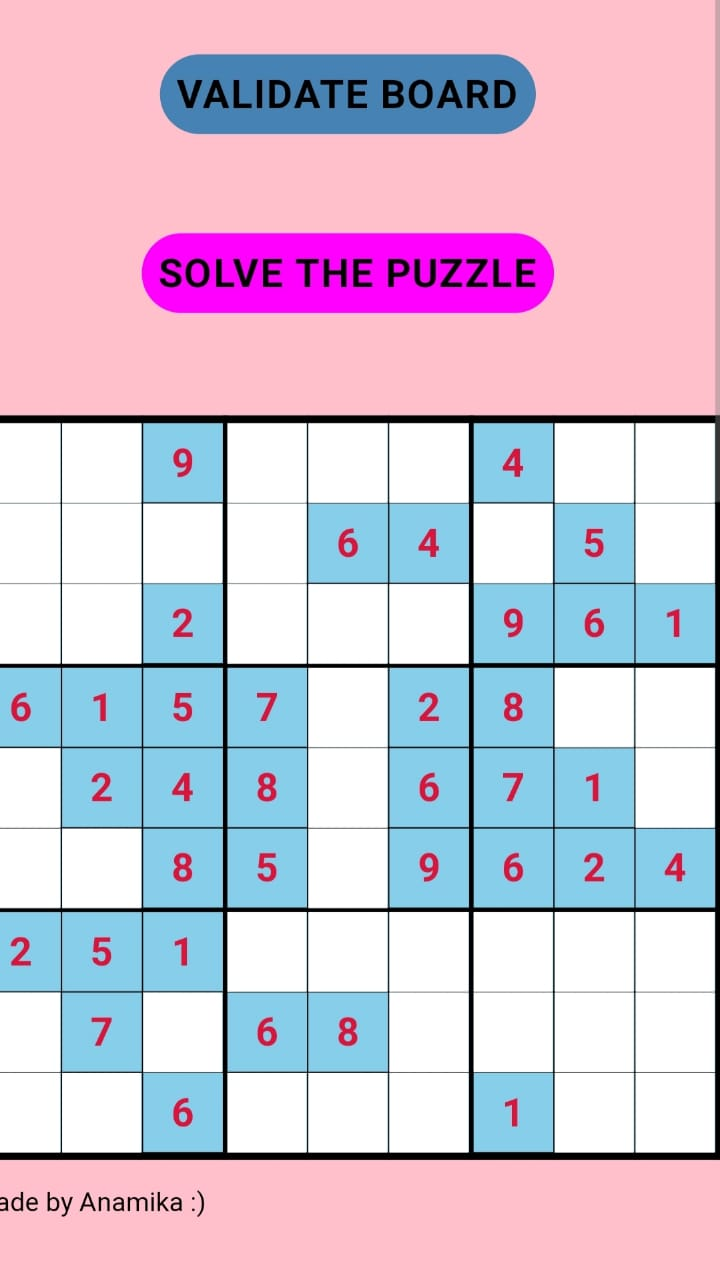 VALIDATE BOARD
SOLVE THE PUZZLE
9 4
6 4 5
2 9 6 1
6 1 5 7 2 8
2 4 8 6 7 1
8 5 9 6 2 4
2 5 1
7 6 8
6 1
ade by Anamika :)